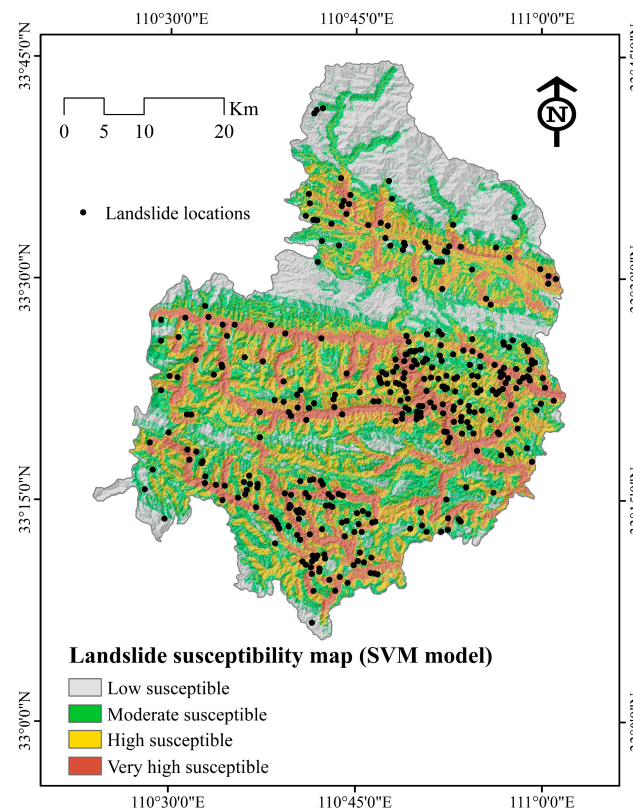 110°30'0"E 110°45'0"E 111°0'0"E
33°45'0"N
Km
0 5 10 20
N
Landslide locations
33°30'0"N
33°15'0"N
Landslide susceptibility map (SVM model)
Low susceptible
Moderate susceptible
High susceptible
Very high susceptible
33°0'0"N
110°30'0"E 110°45'0"E 111°0'0"E